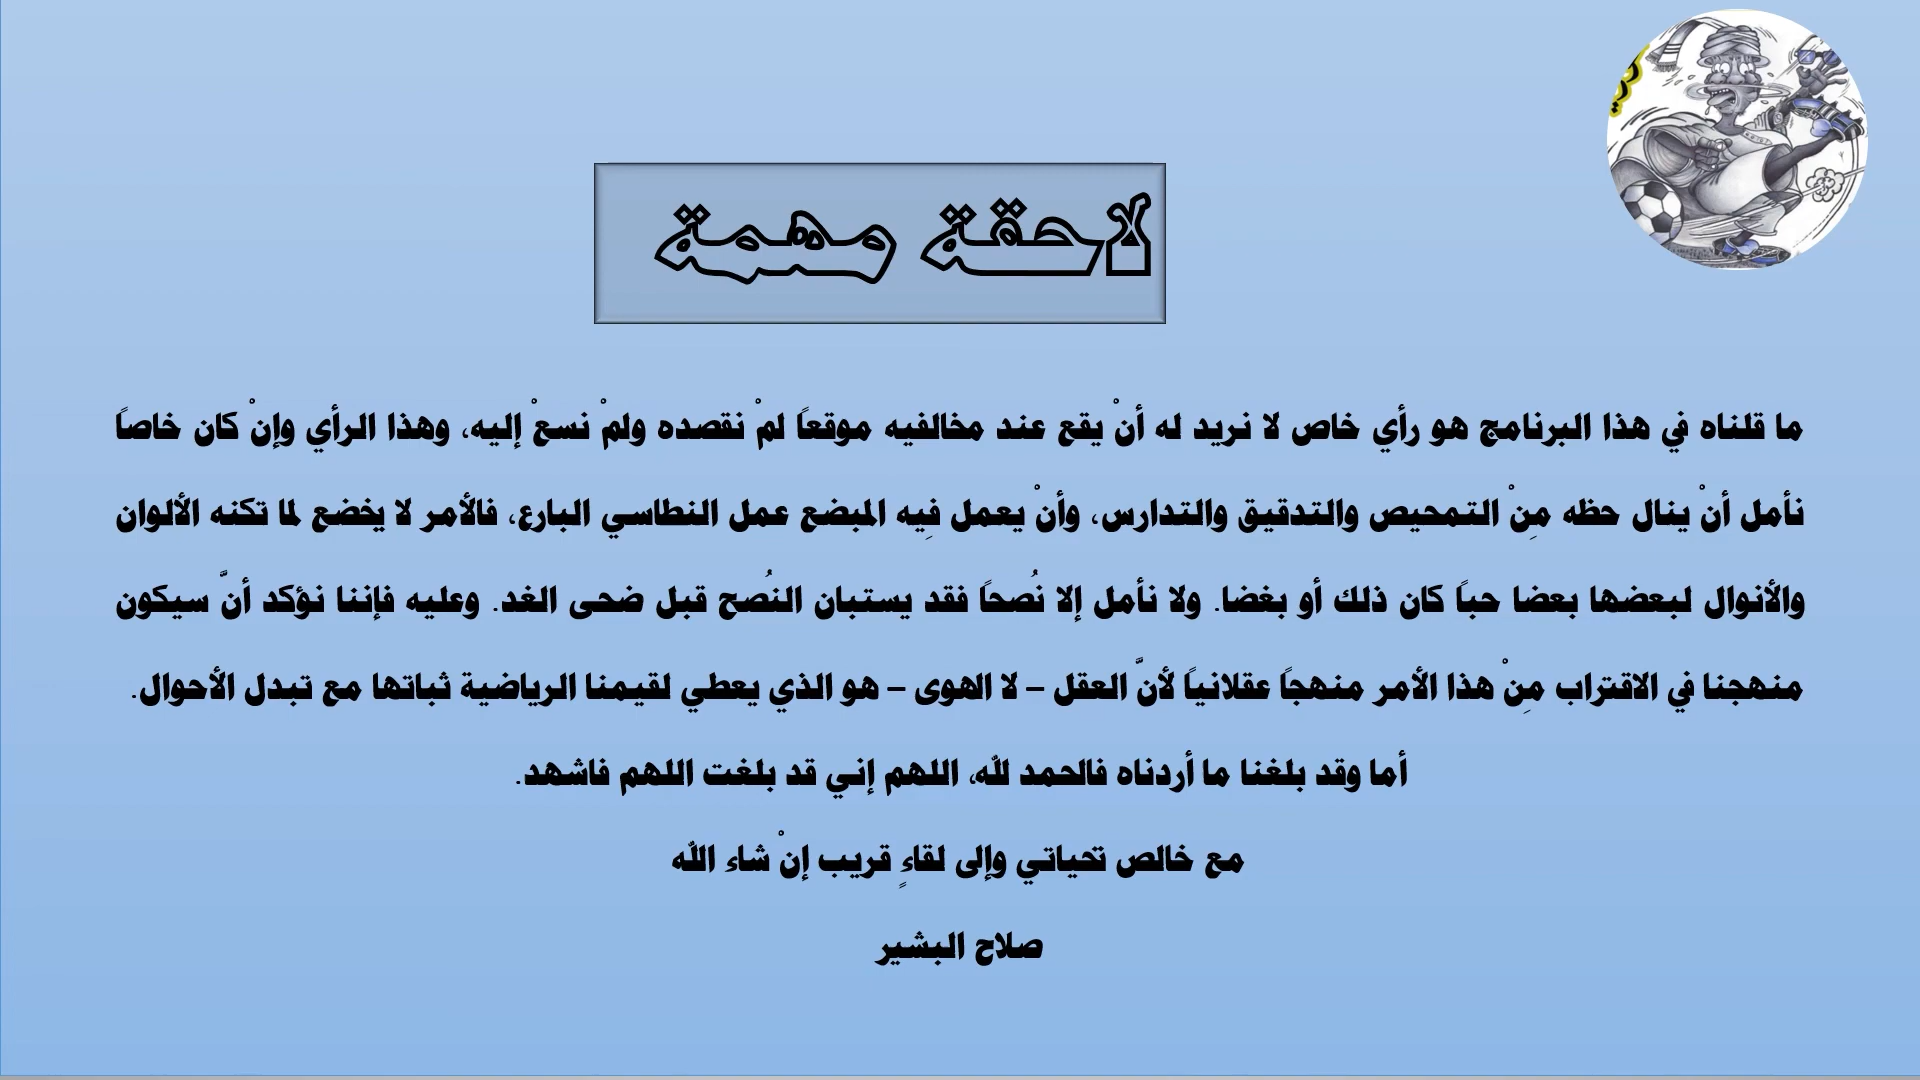 لاحقة مهمة
ما قلناه في هذا البرنامج هو رأي خاص لا نريد له أنْ يقع عند مخالفيه موقعاً لمْ نقصده ولمْ نسعْ إليه، وهذا الرأي وإنْ كان خاصاً
نأمل أنْ ينال حظه مِنْ التمحيص والتدقيق والتدارس، وأنْ يعمل فِيه المبضع عمل النطاسي البارع، فالأمر لا يخضع لما تكنه الألوان
والأنوال لبعضها بعضا حباً كان ذلك أو بغضا. ولا نأمل إلا نُصحاً فقد يستبان النُصح قبل ضحى الغد. وعليه فإننا نؤكد أنَّ سيكون
منهجنا في الاقتراب مِنْ هذا الأمر منهجاً عقلانياً لأنَّ العقل – لا الهوى – هو الذي يعطي لقيمنا الرياضية ثباتها مع تبدل الأحوال.
أما وقد بلغنا ما أردناه فالحمد لله، اللهم إني قد بلغت اللهم فاشهد.
مع خالص تحياتي وإلى لقاءٍ قريب إنْ شاء الله
صلاح البشير